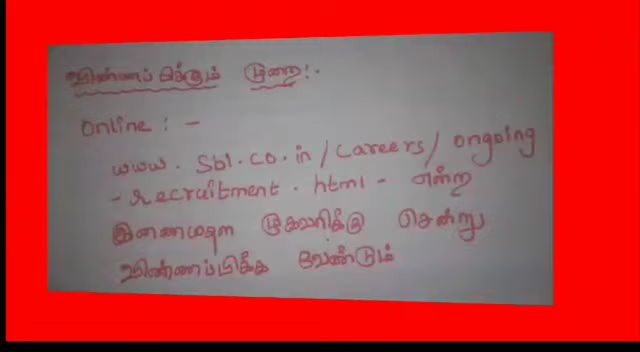 விண்ணப்பிக்கும் முறை:-
Online : -
www. Sbi.co.in/careers/ongoing
-recruitment.html - என்ற
இணையதள முகவரிக்கு சென்று
விண்ணப்பிக்க வேண்டும்